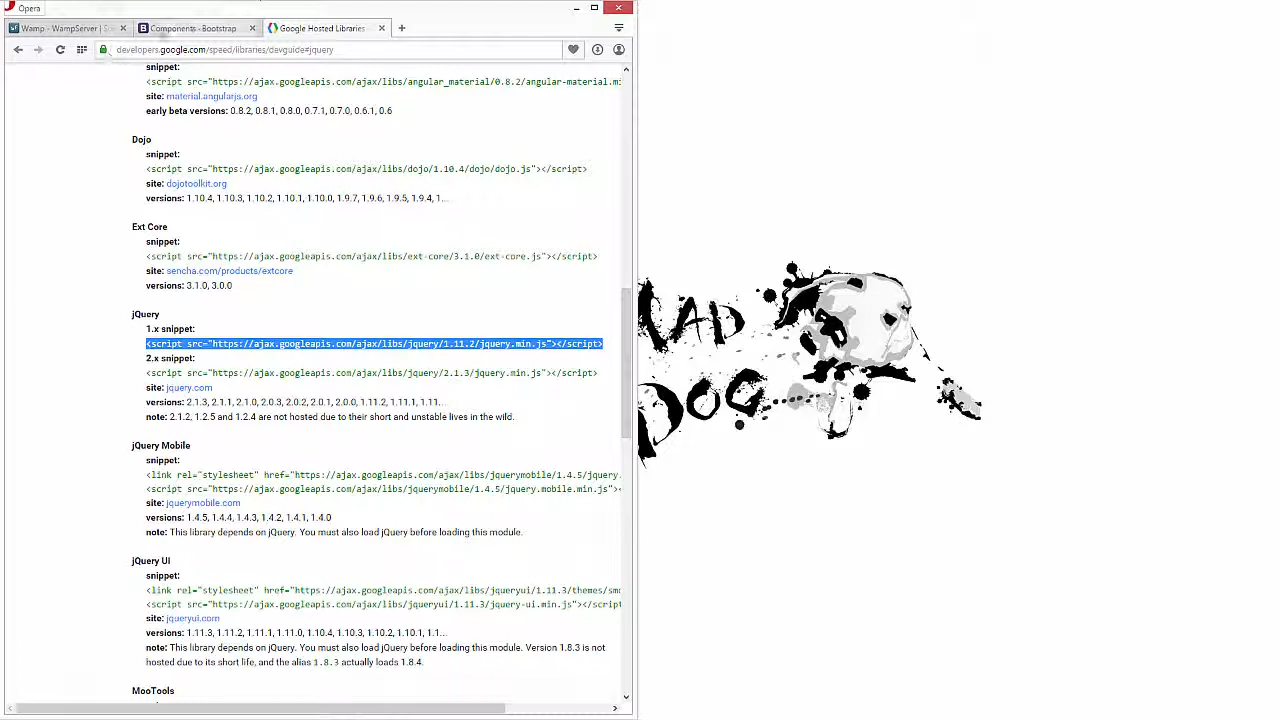 Opera
Wamp - WampServer | S
Components · Bootstrap
Google Hosted Libraries
developers.google.com/speed/libraries/devguide#jquery
snippet:
<script src="https://ajax.googleapis.com/ajax/libs/angular_material/0.8.2/angular-material.mi
site: material.angularjs.org
early beta versions: 0.8.2, 0.8.1, 0.8.0, 0.7.1, 0.7.0, 0.6.1, 0.6
Dojo
snippet:
<script src="https://ajax.googleapis.com/ajax/libs/dojo/1.10.4/dojo/dojo.js"></script>
site: dojotoolkit.org
versions: 1.10.4, 1.10.3, 1.10.2, 1.10.1, 1.10.0, 1.9.7, 1.9.6, 1.9.5, 1.9.4, 1...
Ext Core
snippet:
<script src="https://ajax.googleapis.com/ajax/libs/ext-core/3.1.0/ext-core.js"></script>
site: sencha.com/products/extcore
versions: 3.1.0, 3.0.0
jQuery
1.x snippet:
<script src="https://ajax.googleapis.com/ajax/libs/jquery/1.11.2/jquery.min.js"></script>
2.x snippet:
<script src="https://ajax.googleapis.com/ajax/libs/jquery/2.1.3/jquery.min.js"></script>
site: jquery.com
versions: 2.1.3, 2.1.1, 2.1.0, 2.0.3, 2.0.2, 2.0.1, 2.0.0, 1.11.2, 1.11.1, 1.11...
note: 2.1.2, 1.2.5 and 1.2.4 are not hosted due to their short and unstable lives in the wild.
jQuery Mobile
snippet:
<link rel="stylesheet" href="https://ajax.googleapis.com/ajax/libs/jquerymobile/1.4.5/jquery.
<script src="https://ajax.googleapis.com/ajax/libs/jquerymobile/1.4.5/jquery.mobile.min.js"><
site: jquerymobile.com
versions: 1.4.5, 1.4.4, 1.4.3, 1.4.2, 1.4.1, 1.4.0
note: This library depends on jQuery. You must also load jQuery before loading this module.
jQuery UI
snippet:
<link rel="stylesheet" href="https://ajax.googleapis.com/ajax/libs/jqueryui/1.11.3/themes/smo
<script src="https://ajax.googleapis.com/ajax/libs/jqueryui/1.11.3/jquery-ui.min.js"></script
site: jqueryui.com
versions: 1.11.3, 1.11.2, 1.11.1, 1.11.0, 1.10.4, 1.10.3, 1.10.2, 1.10.1, 1.1...
note: This library depends on jQuery. You must also load jQuery before loading this module. Version 1.8.3 is not
hosted due to its short life, and the alias 1.8.3 actually loads 1.8.4.
MooTools
DOG